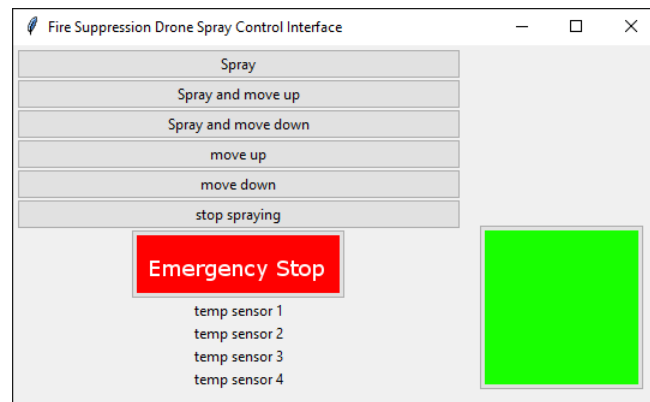 Fire Suppression Drone Spray Control Interface
Spray
Spray and move up
Spray and move down
move up
move down
stop spraying
Emergency Stop
temp sensor 1
temp sensor 2
temp sensor 3
temp sensor 4